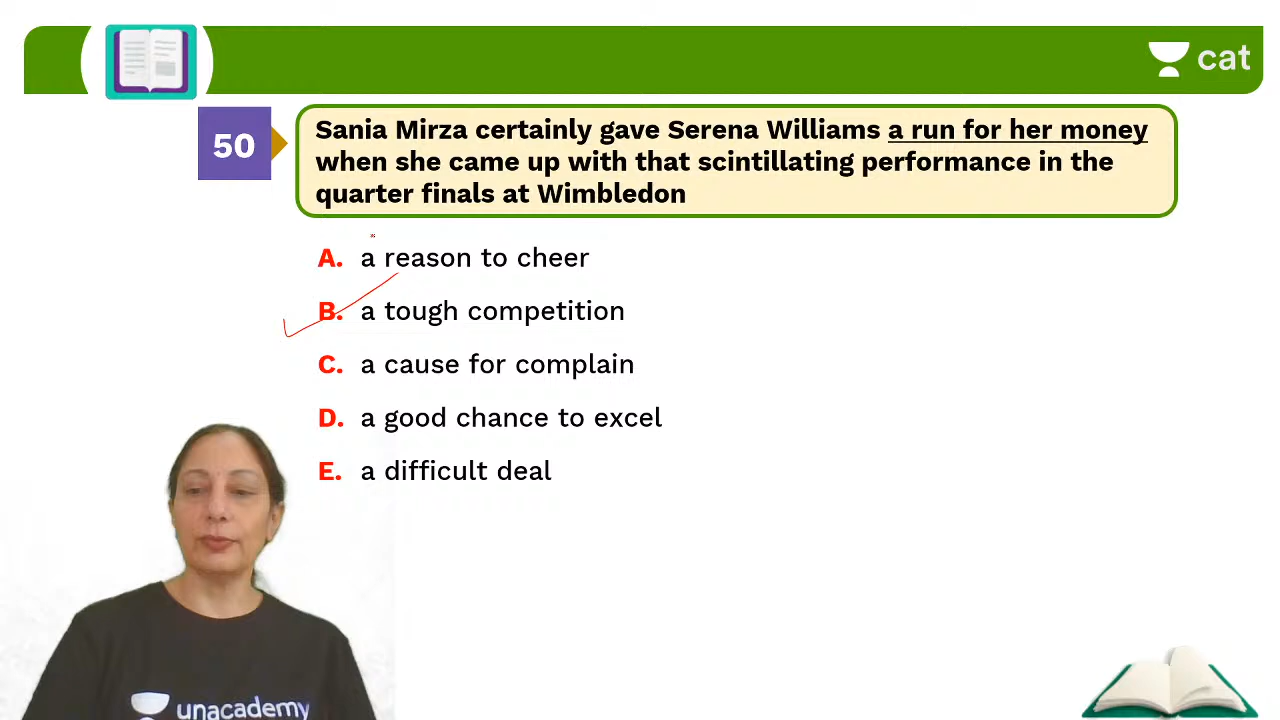 cat
50
Sania Mirza certainly gave Serena Williams a run for her money
when she came up with that scintillating performance in the
quarter finals at Wimbledon
A. a reason to cheer
B. a tough competition
C. a cause for complain
D. a good chance to excel
E. a difficult deal
unacademy